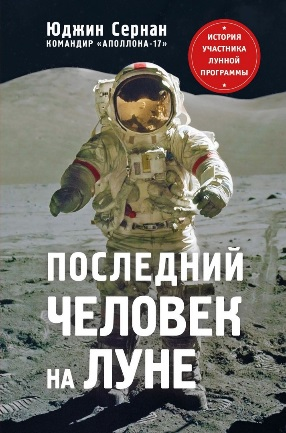 Юджин Сернан
КОМАНДИР «АПОЛЛОНА-17»
ИСТОРИЯ
УЧАСТНИКА
ЛУННОЙ
ПРОГРАММЫ
ПОСЛЕДНИЙ
ЧЕЛОВЕК
НА ЛУНЕ